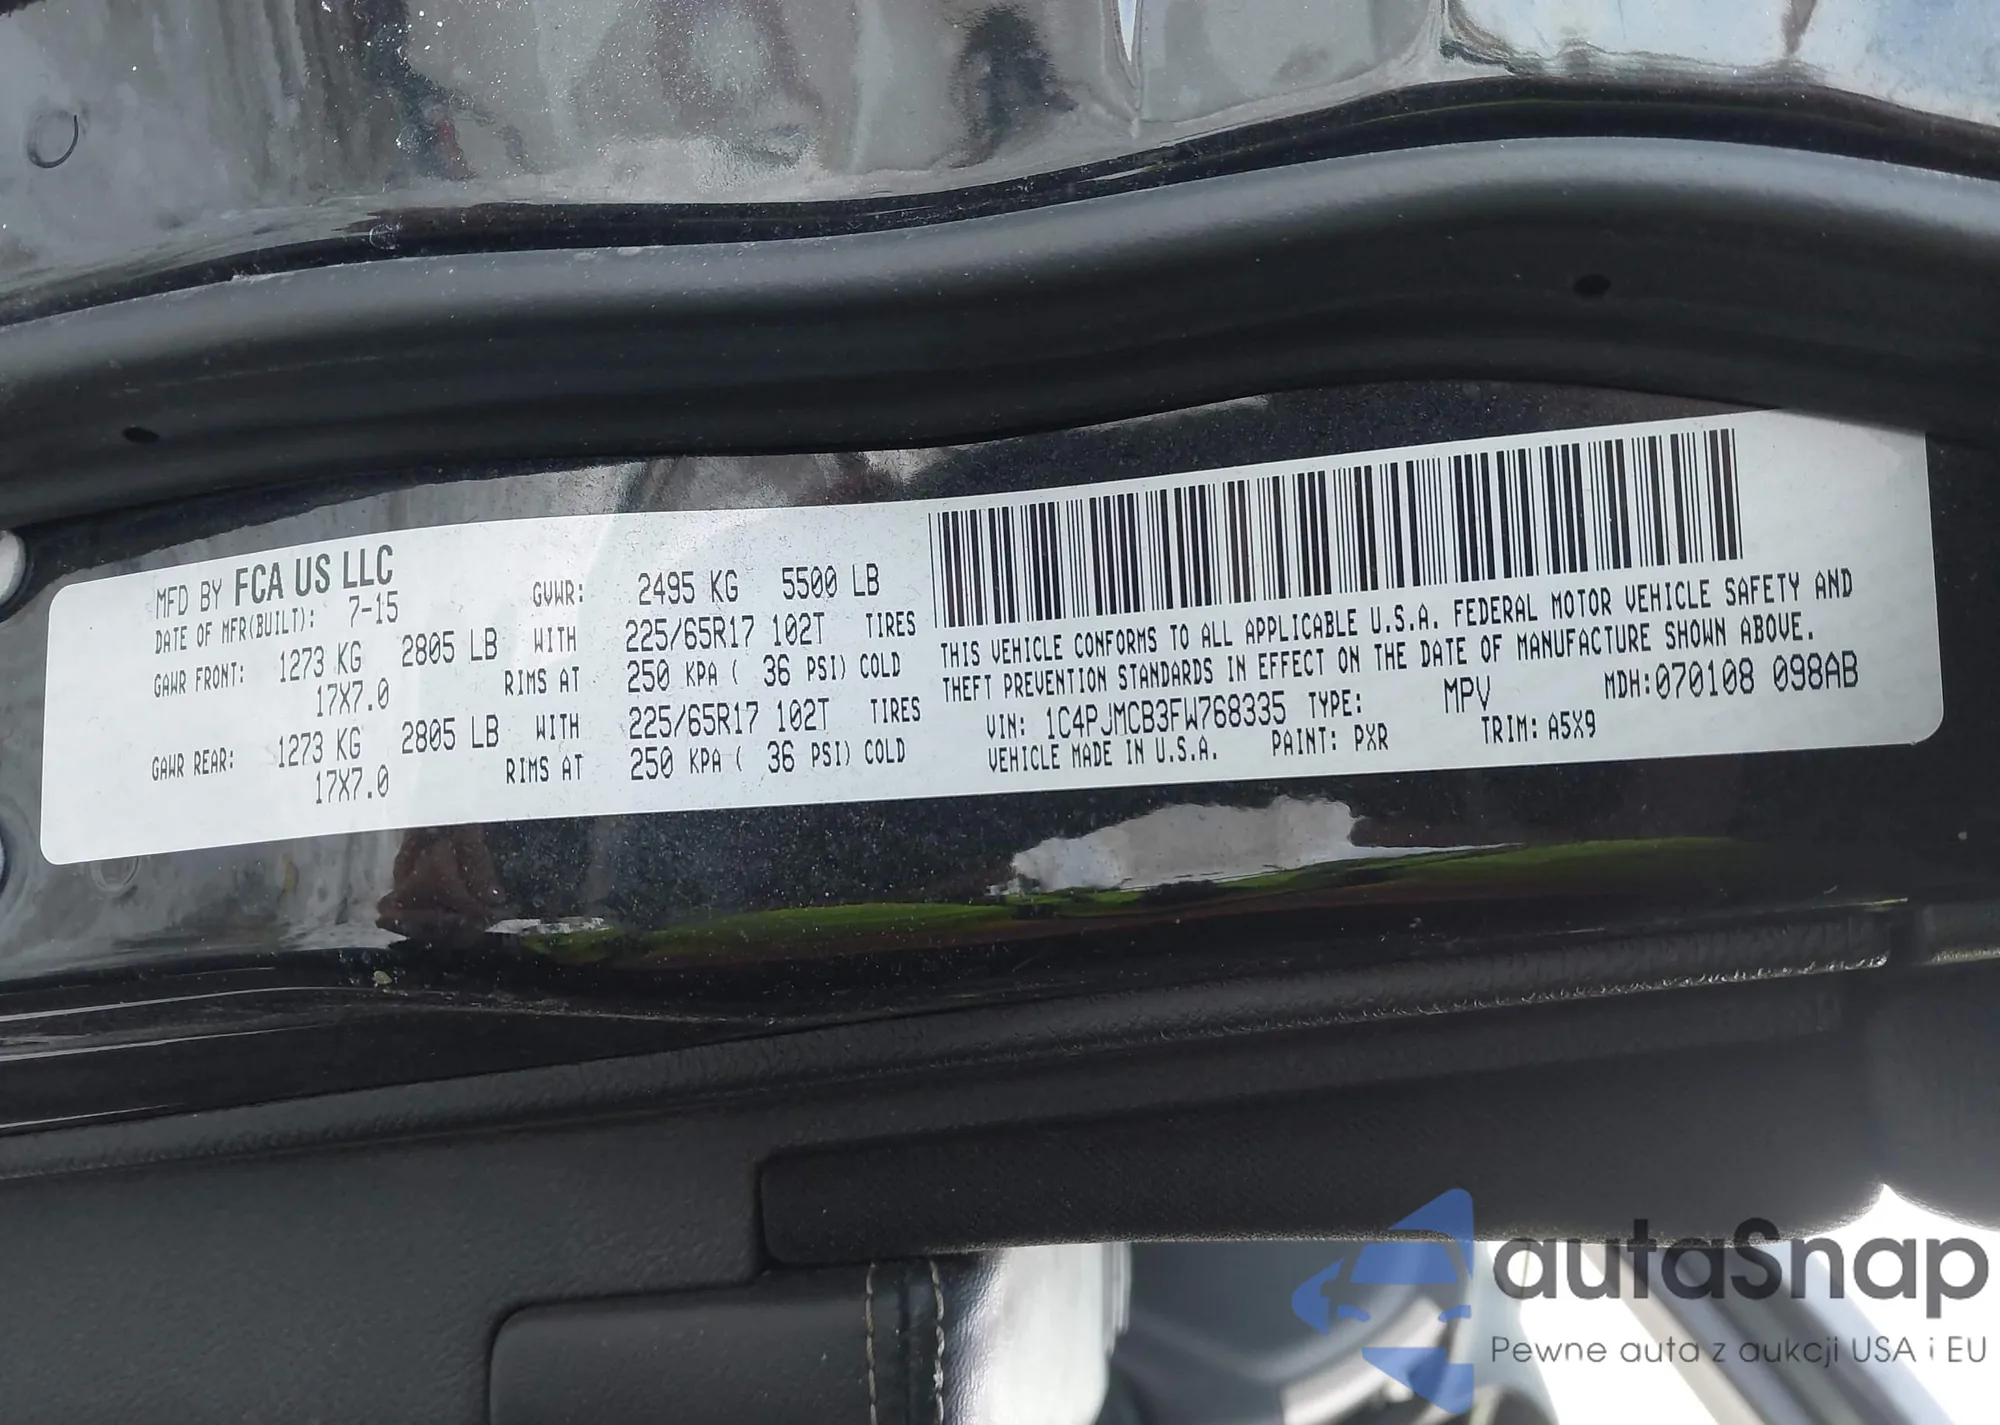 MFD BY FCA US LLC
DATE OF MFR(BUILT): 7-15 GVWR: 2495 KG 5500 LB
GAWR FRONT: 1273 KG 2805 LB WITH 225/65R17 102T TIRES
17X7.0 RIMS AT 250 KPA ( 36 PSI) COLD
GAWR REAR: 1273 KG 2805 LB WITH 225/65R17 102T TIRES
17X7.0 RIMS AT 250 KPA ( 36 PSI) COLD
THIS VEHICLE CONFORMS TO ALL APPLICABLE U.S.A. FEDERAL MOTOR VEHICLE SAFETY AND
THEFT PREVENTION STANDARDS IN EFFECT ON THE DATE OF MANUFACTURE SHOWN ABOVE.
VIN: 1C4PJMCB3FW768335 TYPE: MPV MDH:070108 098AB
VEHICLE MADE IN U.S.A. PAINT: PXR TRIM: A5X9
autaSnap
Pewne auta z aukcji USA i EU